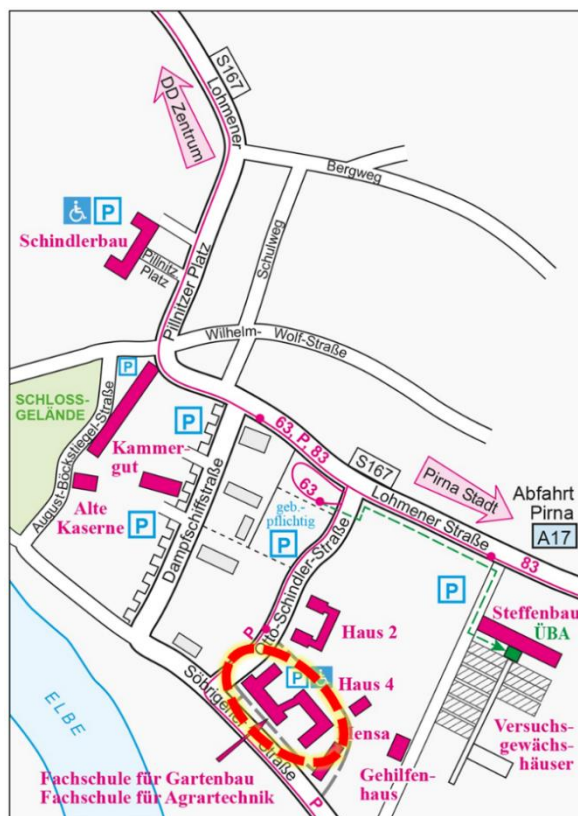 S167
Lohmener
DD Zentrum
Bergweg
P
Schindlerbau
Pillnitz.
Platz
Pillnitzer Platz
Schulweg
Wilhelm-Wolf-Straße
P
SCHLOSS-
GELÄNDE
August-Böckstiegel-Straße
Kammer-
gut
P
63, P, 83
S167
Pirna Stadt
Abfahrt
Pirna
A17
Alte
Kaserne
P
Dampfschiffstraße
63
geb.-
pflichtig
P
Lohmener Straße
83
Otto-Schindler-Straße
P
P
Steffenbau
ÜBA
Haus 2
P
Haus 4
Söbrigener Straße
ELBE
Gehilfen-
haus
Versuchs-
gewächs-
häuser
Fachschule für Gartenbau
Fachschule für Agrartechnik
P